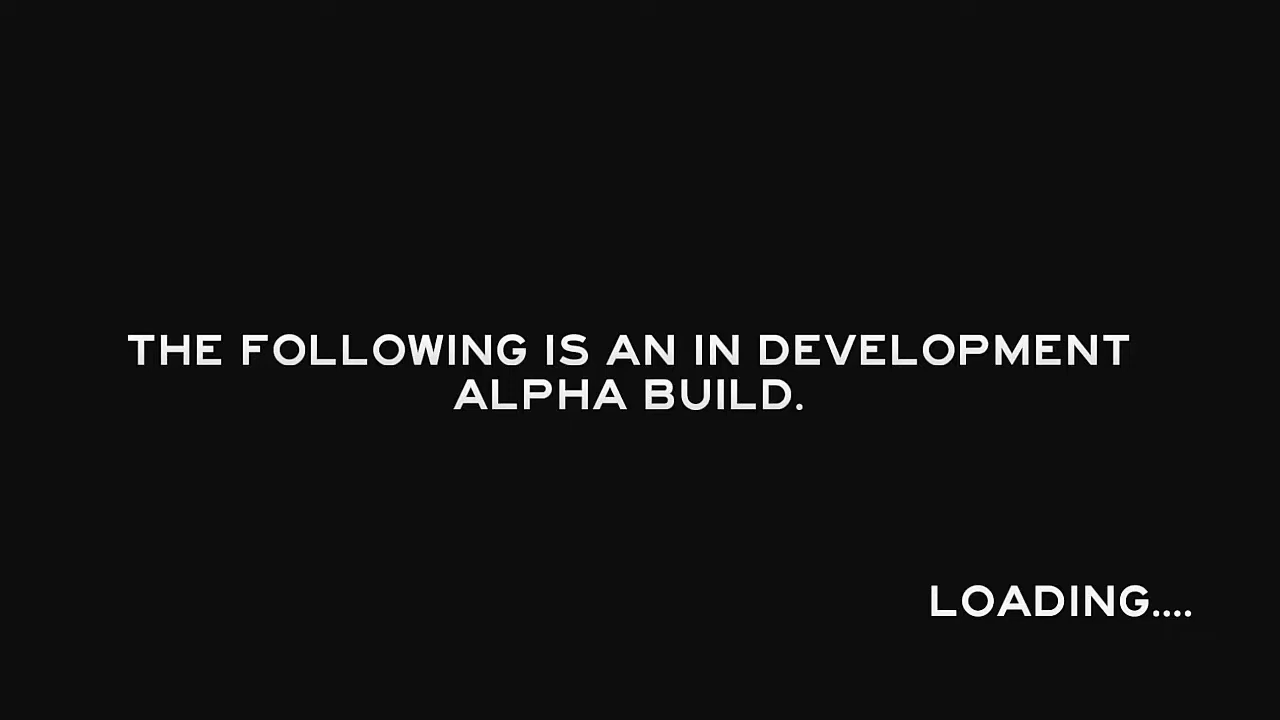 THE FOLLOWING IS AN IN DEVELOPMENT
ALPHA BUILD.
LOADING....